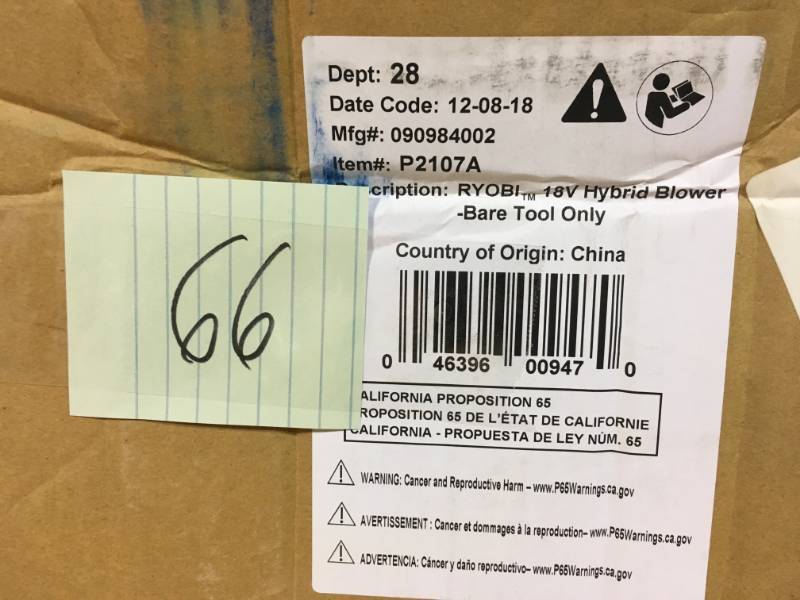 Dept: 28
Date Code: 12-08-18
Mfg#: 090984002
Item#: P2107A
cription: RYOBI™ 18V Hybrid Blower
-Bare Tool Only
Country of Origin: China
0 46396 00947 0
66
ALIFORNIA PROPOSITION 65
ROPOSITION 65 DE L'ÉTAT DE CALIFORNIE
CALIFORNIA - PROPUESTA DE LEY NÚM. 65
WARNING: Cancer and Reproductive Harm – www.P65Warnings.ca.gov
AVERTISSEMENT : Cancer et dommages à la reproduction– www.P65Warnings.ca.gov
ADVERTENCIA: Cáncer y daño reproductivo– www.P65Warnings.ca.gov